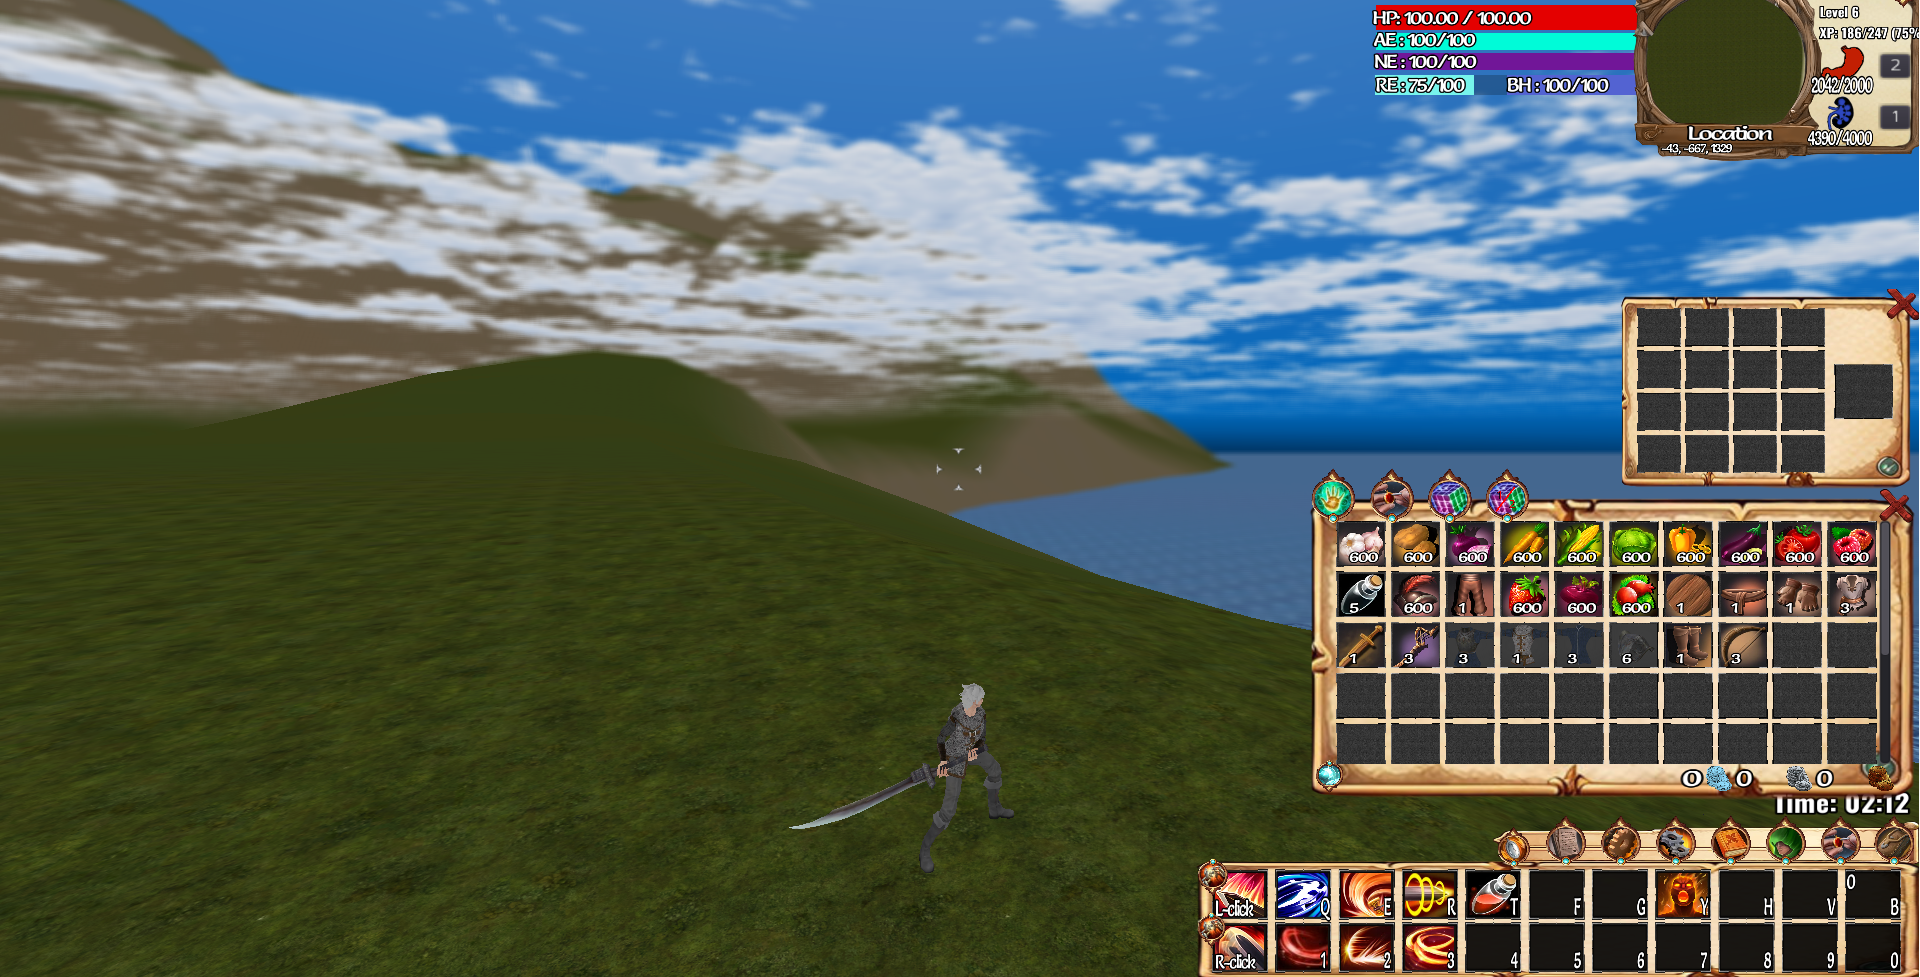 HP: 100.00 / 100.00
AE : 100/100
NE : 100/100
RE : 75/100 BH : 100/100
Level 6
XP: 186/247 (75%
2
2042/2000
1
4390/4000
Location
-43, -667, 1329
600 600 600 600 600 600 600 600 600 600
5 600 1 600 600 600 1 1 1 3
1 3 3 1 3 6 1 3
0 0 0
Time: 02:12
0
L-click Q E R T F G Y H V B
R-click 1 2 3 4 5 6 7 8 9 0